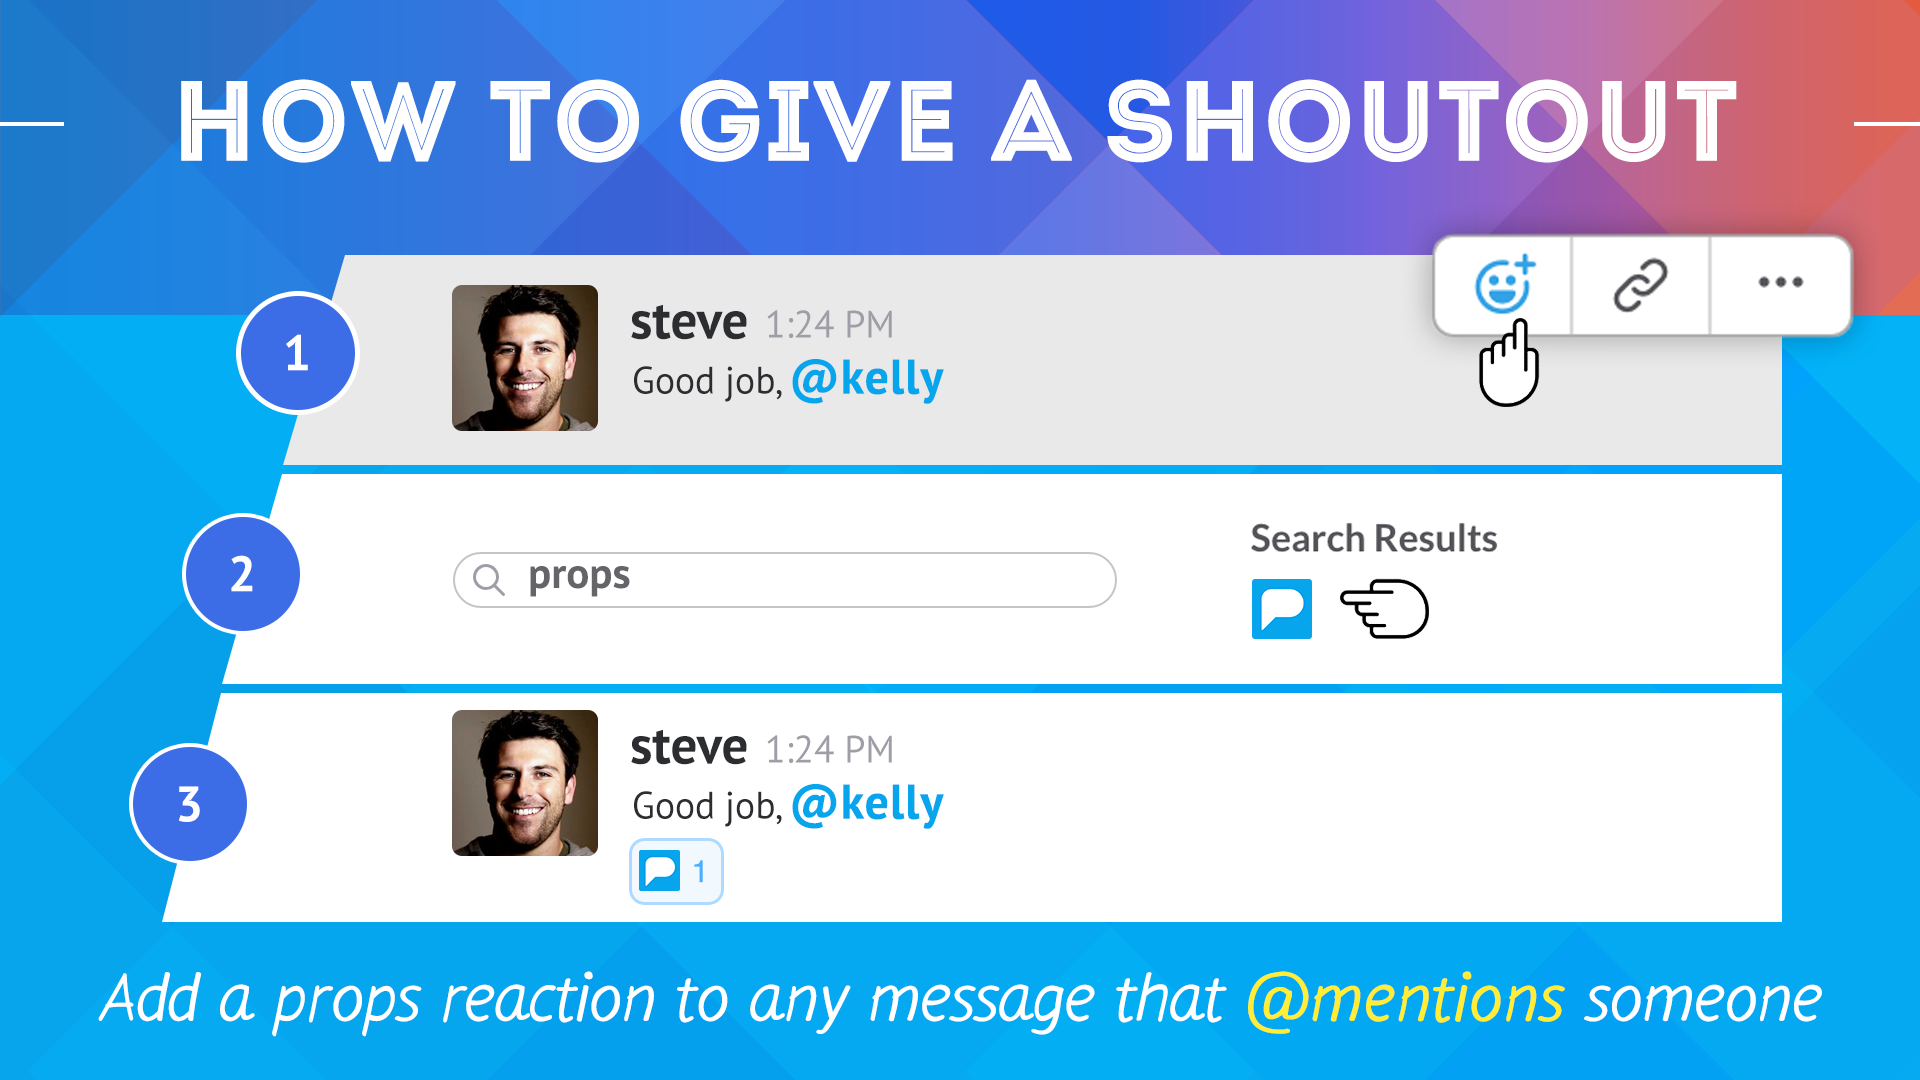 HOW TO GIVE A SHOUTOUT
1
steve 1:24 PM
Good job, @kelly
2
props
Search Results
3
steve 1:24 PM
Good job, @kelly
1
Add a props reaction to any message that @mentions someone